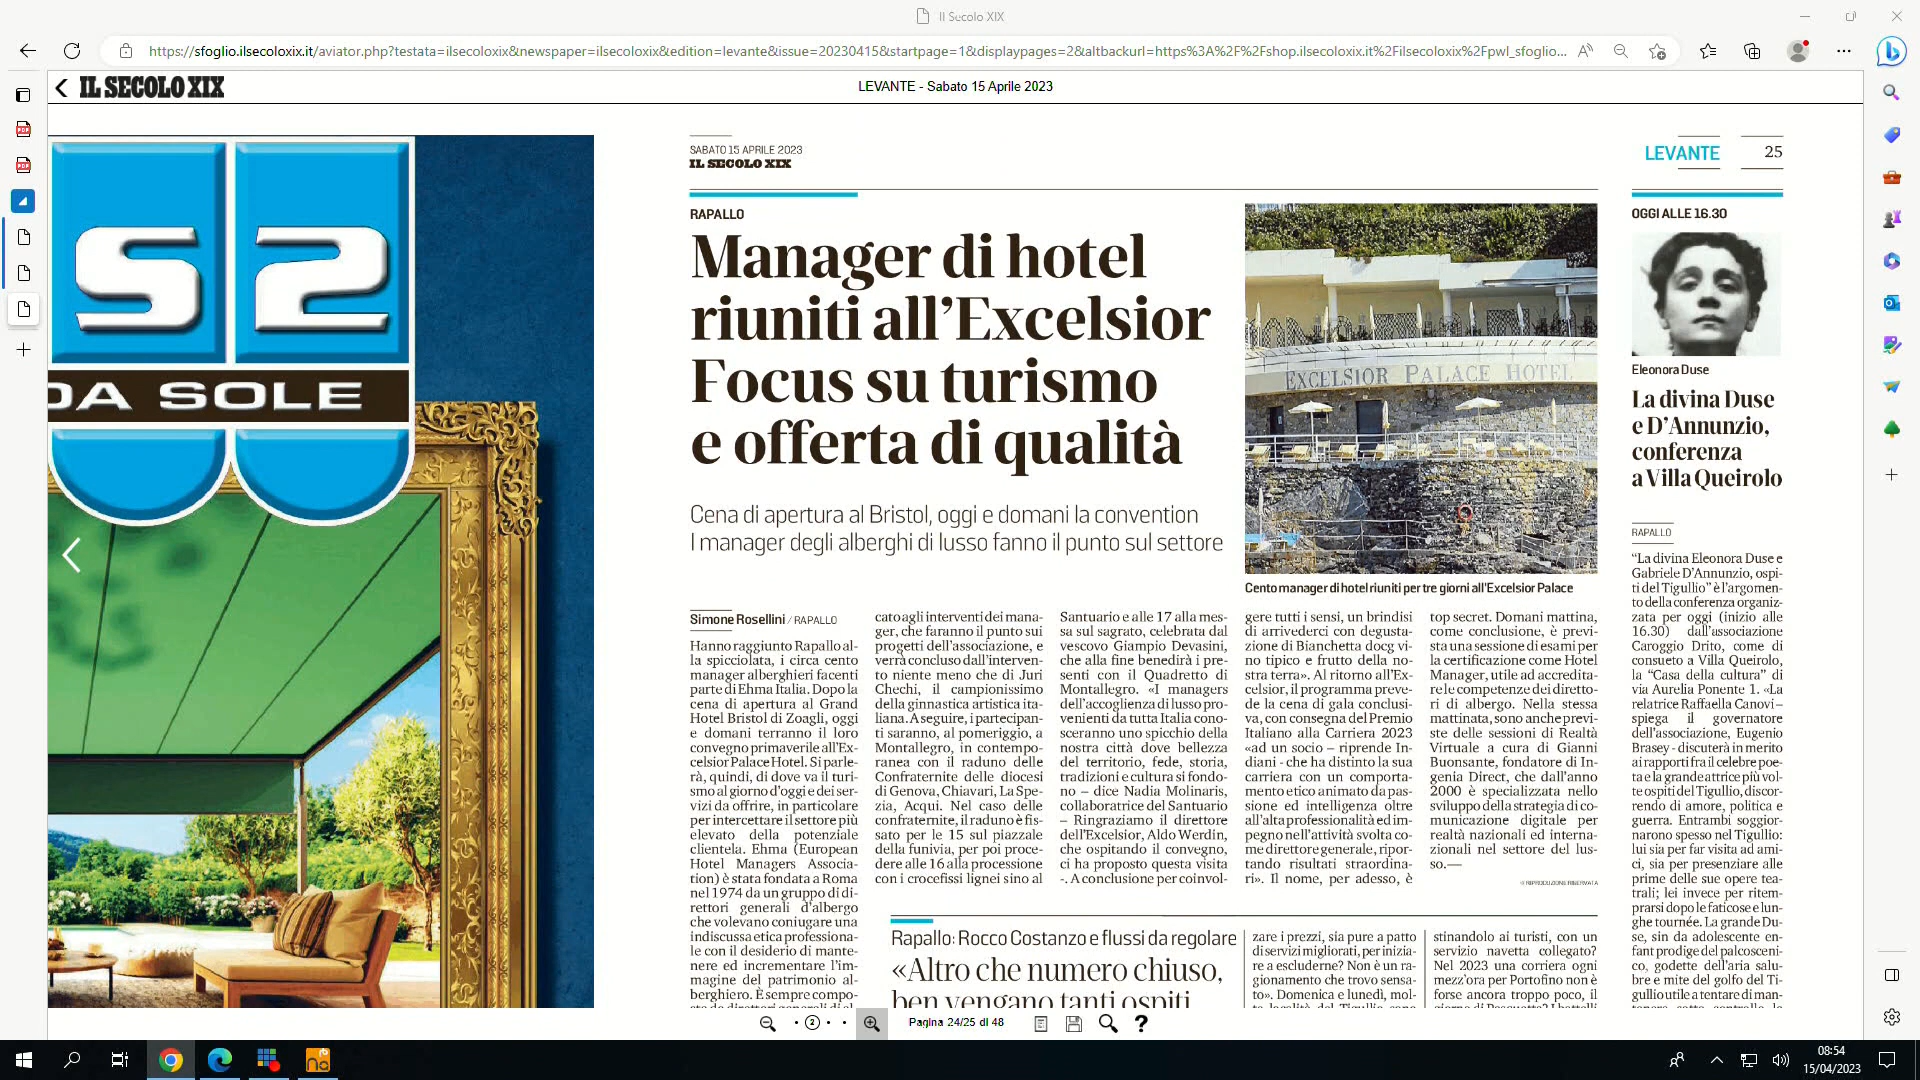 Il Secolo XIX
https://sfoglio.ilsecoloxix.it/aviator.php?testata=ilsecoloxix&newspaper=ilsecoloxix&edition=levante&issue=20230415&startpage=1&displaypages=2&altbackurl=https%3A%2F%2Fshop.ilsecoloxix.it%2Filsecoloxix%2Fpwl_sfoglio...
IL SECOLO XIX
LEVANTE - Sabato 15 Aprile 2023
S2
DA SOLE
SABATO 15 APRILE 2023
IL SECOLO XIX
LEVANTE
25
RAPALLO
Manager di hotel
riuniti all'Excelsior
Focus su turismo
e offerta di qualità
Cena di apertura al Bristol, oggi e domani la convention
I manager degli alberghi di lusso fanno il punto sul settore
EXCELSIOR PALACE HOTEL
Cento manager di hotel riuniti per tre giorni all'Excelsior Palace
Simone Rosellini / RAPALLO
Hanno raggiunto Rapallo al-
la spicciolata, i circa cento
manager alberghieri facenti
parte di Ehma Italia. Dopo la
cena di apertura al Grand
Hotel Bristol di Zoagli, oggi
e domani terranno il loro
convegno primaverile all'Ex-
celsior Palace Hotel. Si parle-
rà, quindi, di dove va il turi-
smo al giorno d'oggi e dei ser-
vizi da offrire, in particolare
per intercettare il settore più
elevato della potenziale
clientela. Ehma (European
Hotel Managers Associa-
tion) è stata fondata a Roma
nel 1974 da un gruppo di di-
rettori generali d'albergo
che volevano coniugare una
indiscussa etica professiona-
le con il desiderio di mante-
nere ed incrementare l'im-
magine del patrimonio al-
berghiero. È sempre compo-
cato agli interventi dei mana-
ger, che faranno il punto sui
progetti dell'associazione, e
verrà concluso dall'interven-
to niente meno che di Juri
Chechi, il campionissimo
della ginnastica artistica ita-
liana. A seguire, i partecipan-
ti saranno, al pomeriggio, a
Montallegro, in contempo-
ranea con il raduno delle
Confraternite delle diocesi
di Genova, Chiavari, La Spe-
zia, Acqui. Nel caso delle
confraternite, il raduno è fis-
sato per le 15 sul piazzale
della funivia, per poi proce-
dere alle 16 alla processione
con i crocefissi lignei sino al
Santuario e alle 17 alla mes-
sa sul sagrato, celebrata dal
vescovo Giampio Devasini,
che alla fine benedirà i pre-
senti con il Quadretto di
Montallegro. «I managers
dell'accoglienza di lusso pro-
venienti da tutta Italia cono-
sceranno uno spicchio della
nostra città dove bellezza
del territorio, fede, storia,
tradizioni e cultura si fondo-
no – dice Nadia Molinaris,
collaboratrice del Santuario
– Ringraziamo il direttore
dell'Excelsior, Aldo Werdin,
che ospitando il convegno,
ci ha proposto questa visita
-. A conclusione per coinvol-
gere tutti i sensi, un brindisi
di arrivederci con degusta-
zione di Bianchetta docg vi-
no tipico e frutto della no-
stra terra». Al ritorno all'Ex-
celsior, il programma preve-
de la cena di gala conclusi-
va, con consegna del Premio
Italiano alla Carriera 2023
«ad un socio – riprende In-
diani - che ha distinto la sua
carriera con un comporta-
mento etico animato da pas-
sione ed intelligenza oltre
all'alta professionalità ed im-
pegno nell'attività svolta co-
me direttore generale, ripor-
tando risultati straordina-
ri». Il nome, per adesso, è
top secret. Domani mattina,
come conclusione, è previ-
sta una sessione di esami per
la certificazione come Hotel
Manager, utile ad accredita-
re le competenze dei diretto-
ri di albergo. Nella stessa
mattinata, sono anche previ-
ste delle sessioni di Realtà
Virtuale a cura di Gianni
Buonsante, fondatore di In-
genia Direct, che dall'anno
2000 è specializzata nello
sviluppo della strategia di co-
municazione digitale per
realtà nazionali ed interna-
zionali nel settore del lus-
so.—
© RIPRODUZIONE RISERVATA
Rapallo: Rocco Costanzo e flussi da regolare
«Altro che numero chiuso,
ben vengano tanti ospiti
zare i prezzi, sia pure a patto
di servizi migliorati, per inizia-
re a escluderne? Non è un ra-
gionamento che trovo sensa-
to». Domenica e lunedì, mol-
stinandolo ai turisti, con un
servizio navetta collegato?
Nel 2023 una corriera ogni
mezz'ora per Portofino non è
forse ancora troppo poco, il
OGGI ALLE 16.30
Eleonora Duse
La divina Duse
e D'Annunzio,
conferenza
a Villa Queirolo
RAPALLO
"La divina Eleonora Duse e
Gabriele D'Annunzio, ospi-
ti del Tigullio" è l'argomen-
to della conferenza organiz-
zata per oggi (inizio alle
16.30) dall'associazione
Caroggio Drito, come di
consueto a Villa Queirolo,
la "Casa della cultura" di
via Aurelia Ponente 1. «La
relatrice Raffaella Canovi –
spiega il governatore
dell'associazione, Eugenio
Brasey - discuterà in merito
ai rapporti fra il celebre poe-
ta e la grande attrice più vol-
te ospiti del Tigullio, discor-
rendo di amore, politica e
guerra. Entrambi soggior-
narono spesso nel Tigullio:
lui sia per far visita ad ami-
ci, sia per presenziare alle
prime delle sue opere tea-
trali; lei invece per ritem-
prarsi dopo le faticose e lun-
ghe tournée. La grande Du-
se, sin da adolescente en-
fant prodige del palcosceni-
co, godette dell'aria salu-
bre e mite del golfo del Ti-
gullio utile a tentare di man-
2
Pagina 24/25 di 48
?
08:54
15/04/2023